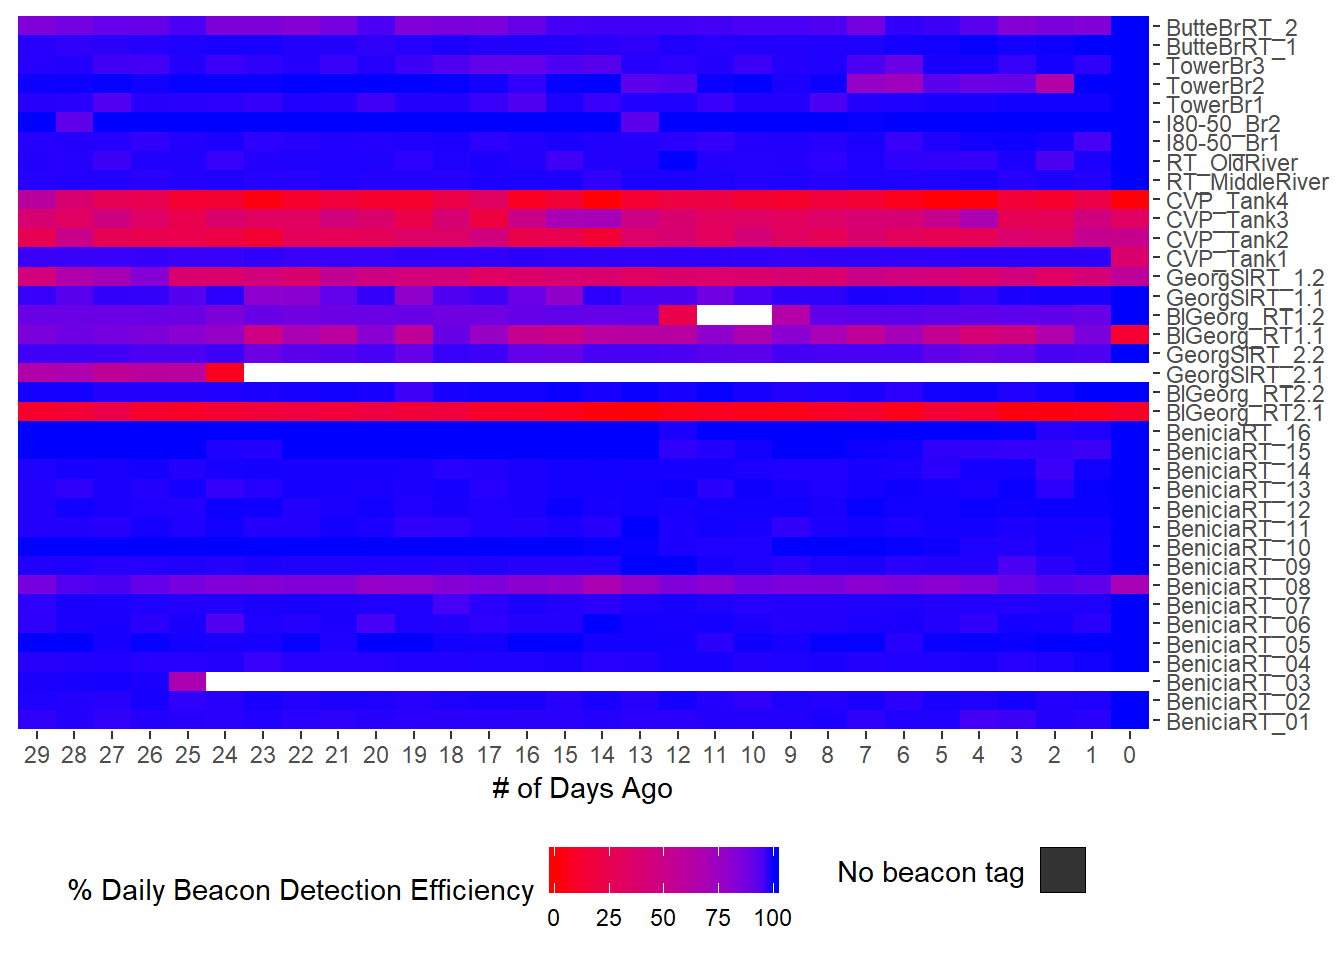 ButteBrRT_2
ButteBrRT_1
TowerBr3
TowerBr2
TowerBr1
I80-50_Br2
I80-50_Br1
RT_OldRiver
RT_MiddleRiver
CVP_Tank4
CVP_Tank3
CVP_Tank2
CVP_Tank1
GeorgSlRT_1.2
GeorgSlRT_1.1
BlGeorg_RT1.2
BlGeorg_RT1.1
GeorgSlRT_2.2
GeorgSlRT_2.1
BlGeorg_RT2.2
BlGeorg_RT2.1
BeniciaRT_16
BeniciaRT_15
BeniciaRT_14
BeniciaRT_13
BeniciaRT_12
BeniciaRT_11
BeniciaRT_10
BeniciaRT_09
BeniciaRT_08
BeniciaRT_07
BeniciaRT_06
BeniciaRT_05
BeniciaRT_04
BeniciaRT_03
BeniciaRT_02
BeniciaRT_01
29 28 27 26 25 24 23 22 21 20 19 18 17 16 15 14 13 12 11 10 9 8 7 6 5 4 3 2 1 0
# of Days Ago
% Daily Beacon Detection Efficiency
0 25 50 75 100
No beacon tag